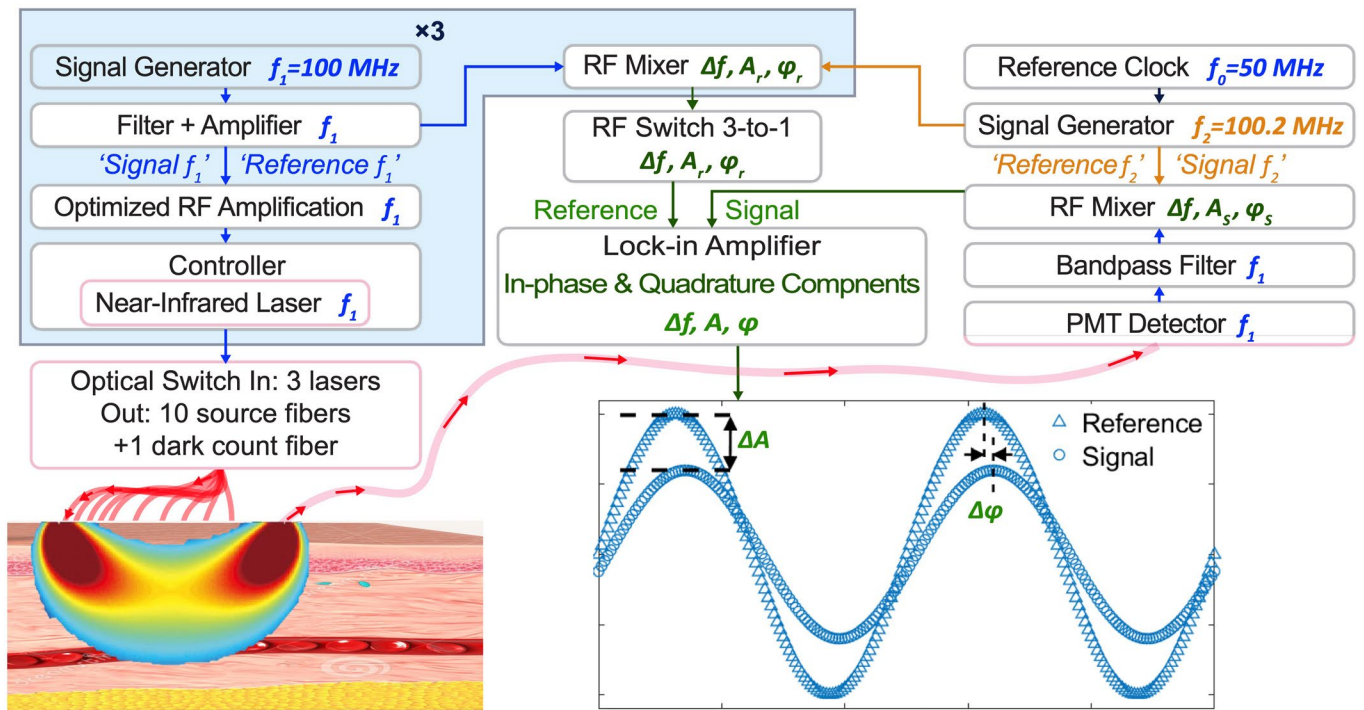 ×3
Signal Generator f₁=100 MHz
Filter + Amplifier f₁
‘Signal f₁’ ‘Reference f₁’
Optimized RF Amplification f₁
Controller
Near-Infrared Laser f₁
Optical Switch In: 3 lasers
Out: 10 source fibers
+1 dark count fiber
RF Mixer Δf, Aᵣ, φᵣ
RF Switch 3-to-1
Δf, Aᵣ, φᵣ
Reference Signal
Lock-in Amplifier
In-phase & Quadrature Compnents
Δf, A, φ
Reference Clock f₀=50 MHz
Signal Generator f₂=100.2 MHz
‘Reference f₂’ ‘Signal f₂’
RF Mixer Δf, Aₛ, φₛ
Bandpass Filter f₁
PMT Detector f₁
ΔA
Δφ
Reference
Signal